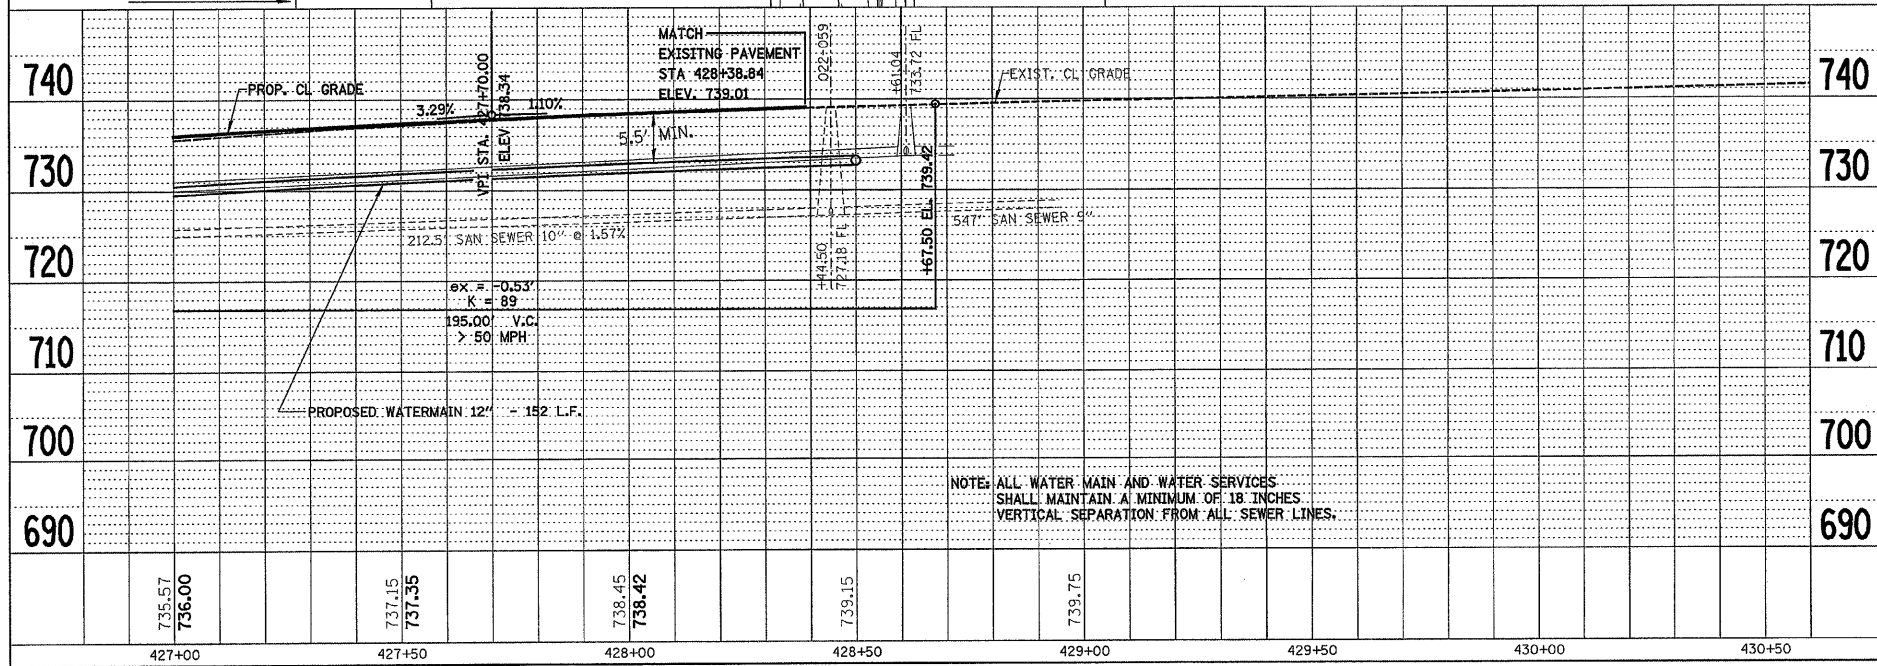 MATCH
EXISITNG PAVEMENT
STA 428+38.84
ELEV. 739.01
022-059
+61.04
733.72 FL
740
PROP. CL GRADE
3.29%
VPI STA. 427+70.00
ELEV 738.34
1.10%
EXIST. CL GRADE
740
5.5' MIN.
730
730
212.5' SAN SEWER 10" @ 1.57%
+44.50
727.18 FL
+67.50 EL. 739.42
720
720
ex = -0.53'
K = 89
195.00' V.C.
> 50 MPH
710
710
PROPOSED WATERMAIN 12" - 152 L.F.
700
700
NOTE: ALL WATER MAIN AND WATER SERVICES
SHALL MAINTAIN A MINIMUM OF 18 INCHES
VERTICAL SEPARATION FROM ALL SEWER LINES.
690
690
735.57
736.00
737.15
737.35
738.45
738.42
739.15
739.75
427+00
427+50
428+00
428+50
429+00
429+50
430+00
430+50
547' SAN SEWER